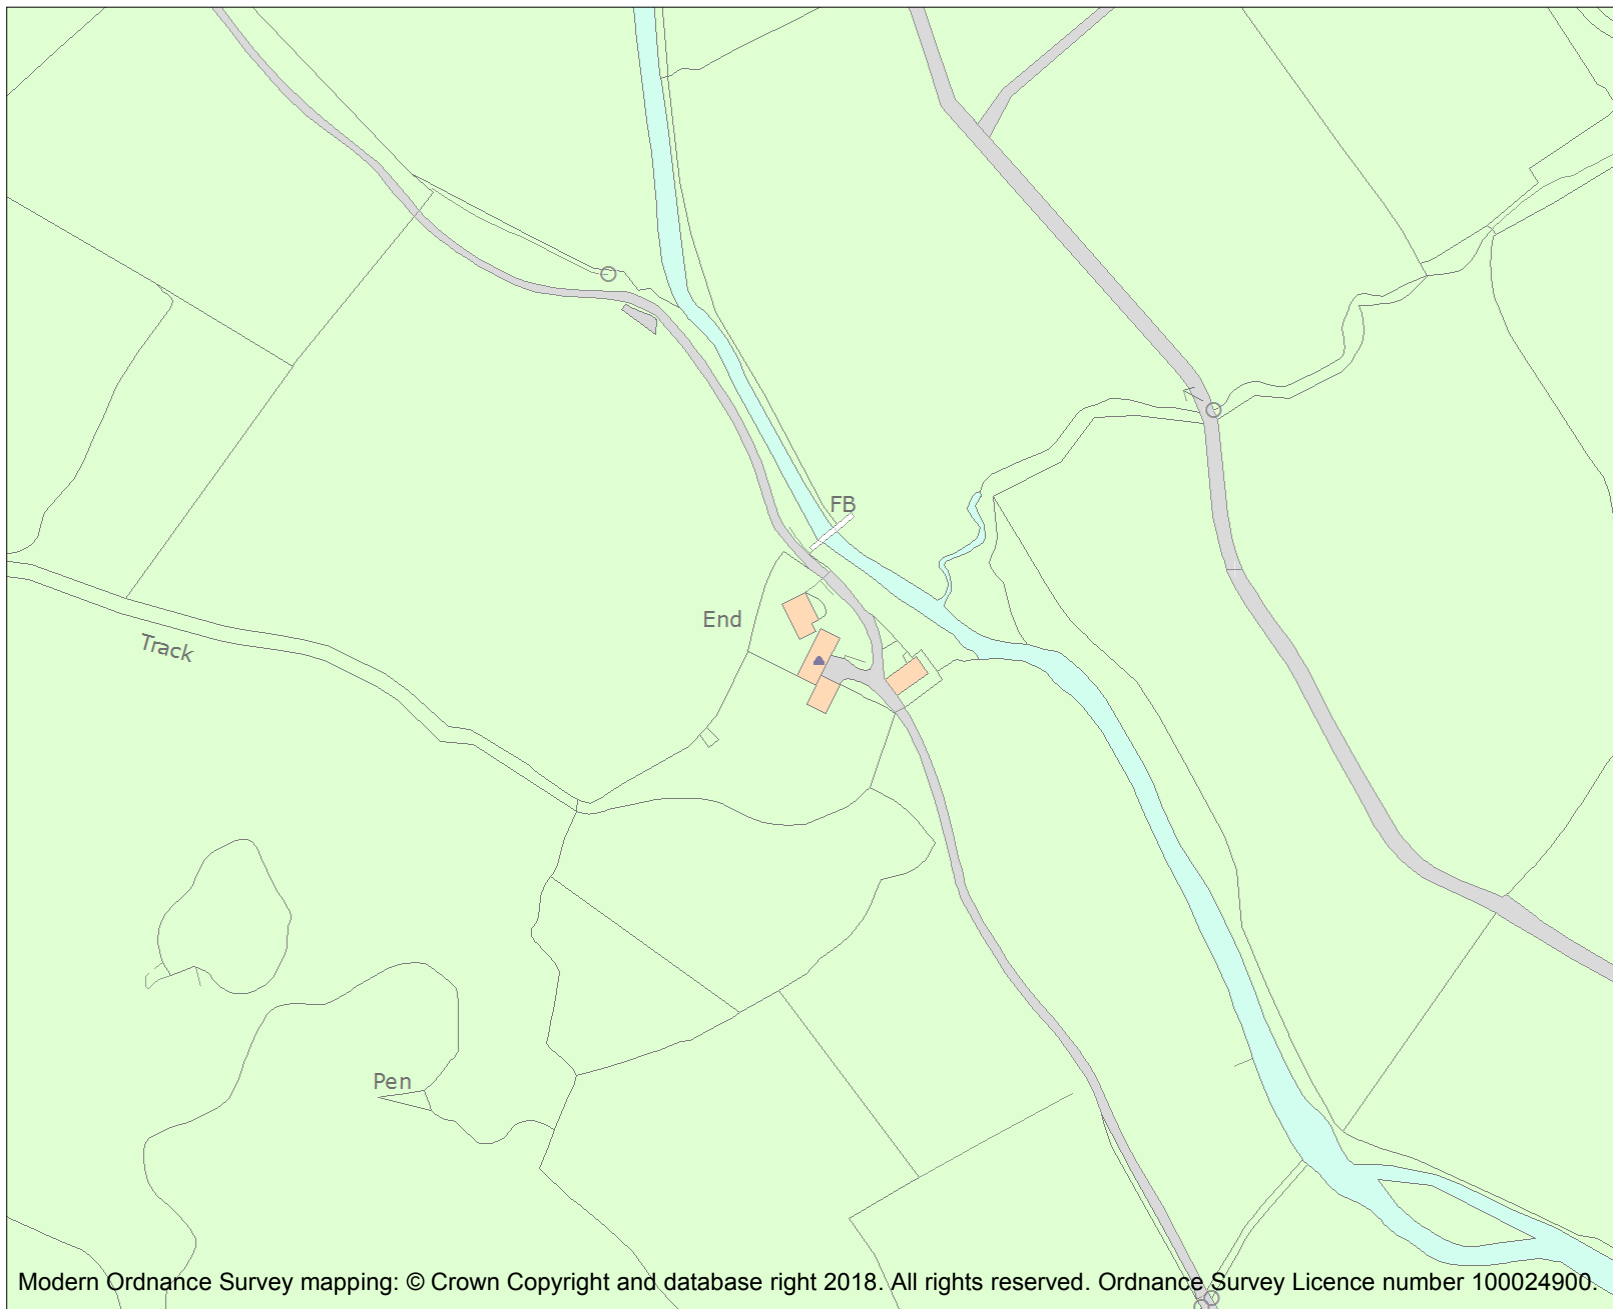 FB
End
Track
Pen
Modern Ordnance Survey mapping: © Crown Copyright and database right 2018. All rights reserved. Ordnance Survey Licence number 100024900.